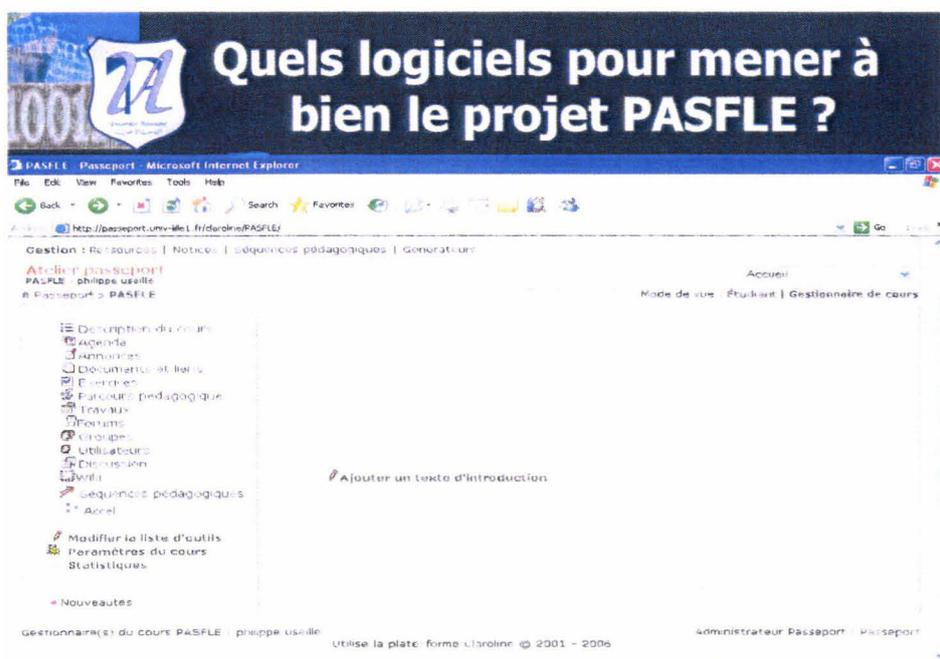 Quels logiciels pour mener à
bien le projet PASFLE ?
PASFLE - Passeport - Microsoft Internet Explorer
File Edit View Favorites Tools Help
Back Search Favorites
http://passeport.univ-lille1.fr/claroline/PASFLE/ Go
Gestion : Ressources | Notices | Séquences pédagogiques | Générateurs
Atelier passeport
Accueil
PASFLE - philippe useille
Passeport > PASFLE
Mode de vue : Étudiant | Gestionnaire de cours
Description du cours
Agenda
Annonces
Documents et liens
Exercices
Parcours pédagogique
Travaux
Forums
Groupes
Utilisateurs
Discussion
Wiki
Ajouter un texte d'introduction
Séquences pédagogiques
Accel
Modifier la liste d'outils
Paramètres du cours
Statistiques
Nouveautés
Gestionnaire(s) du cours PASFLE : philippe useille
Administrateur Passeport : Passeport
Utilise la plate-forme Claroline © 2001 - 2006